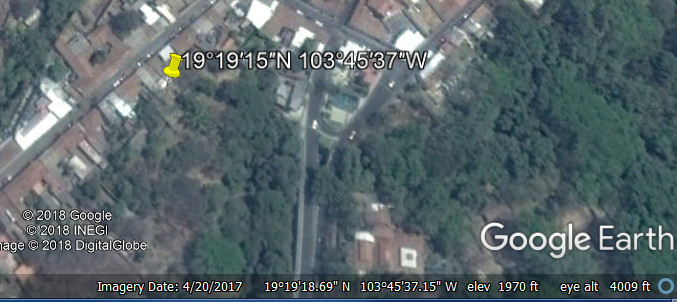 19°19'15"N 103°45'37"W
© 2018 Google
© 2018 INEGI
mage © 2018 DigitalGlobe
Google Earth
Imagery Date: 4/20/2017 19°19'18.69" N 103°45'37.15" W elev 1970 ft eye alt 4009 ft